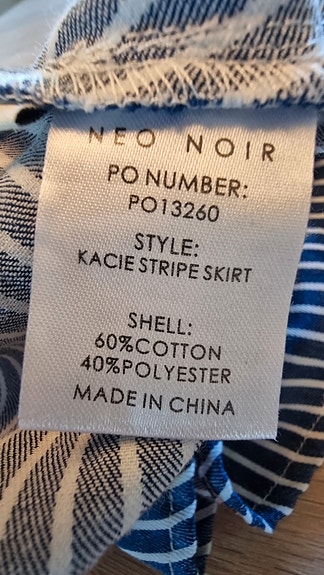 NEO NOIR
PO NUMBER:
PO13260
STYLE:
KACIE STRIPE SKIRT
SHELL:
60%COTTON
40%POLYESTER
MADE IN CHINA